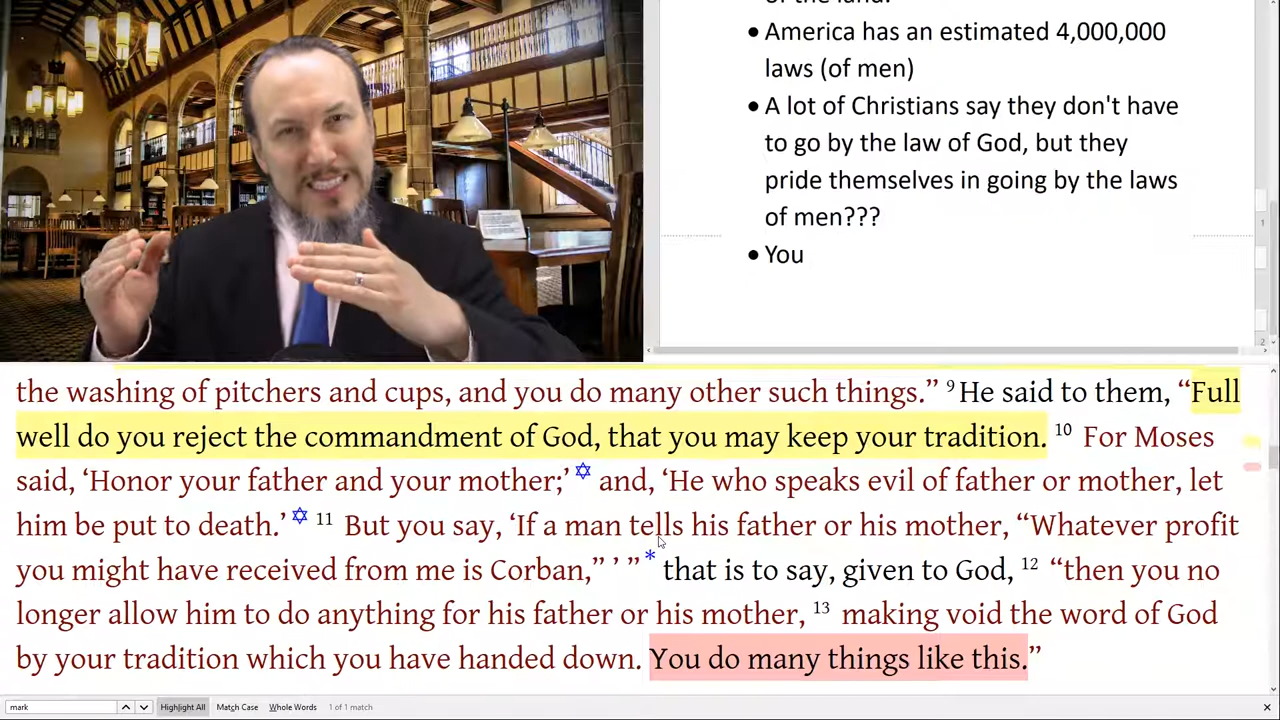 of the land.
• America has an estimated 4,000,000
laws (of men)
• A lot of Christians say they don't have
to go by the law of God, but they
pride themselves in going by the laws
of men???
• You
1
2
the washing of pitchers and cups, and you do many other such things.” ⁹ He said to them, “Full
well do you reject the commandment of God, that you may keep your tradition. ¹⁰ For Moses
said, ‘Honor your father and your mother;’✡ and, ‘He who speaks evil of father or mother, let
him be put to death.’✡ ¹¹ But you say, ‘If a man tells his father or his mother, “Whatever profit
you might have received from me is Corban,” ’ ”* that is to say, given to God, ¹² “then you no
longer allow him to do anything for his father or his mother, ¹³ making void the word of God
by your tradition which you have handed down. You do many things like this.”
mark Highlight All Match Case Whole Words 1 of 1 match